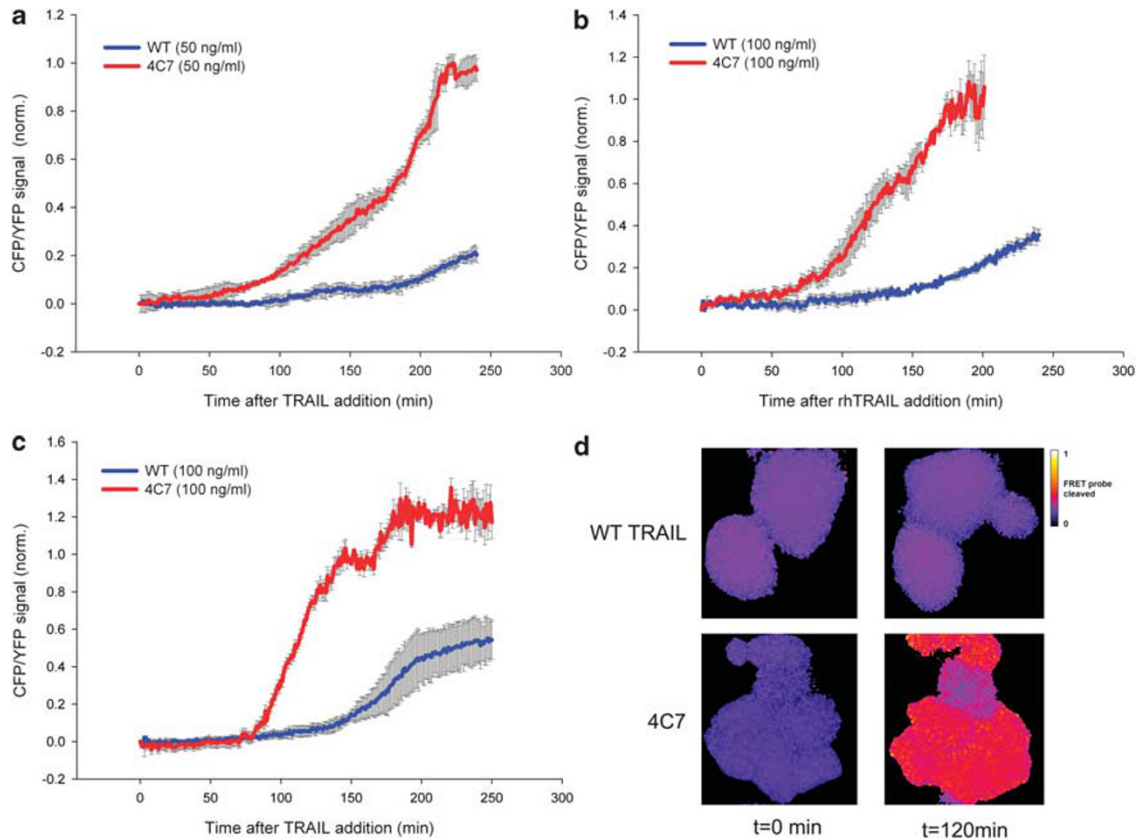 a
1.2
1.0
0.8
0.6
0.4
0.2
0.0
-0.2
CFP/YFP signal (norm.)
WT (50 ng/ml)
4C7 (50 ng/ml)
0 50 100 150 200 250 300
Time after TRAIL addition (min)
b
1.4
1.2
1.0
0.8
0.6
0.4
0.2
0.0
-0.2
CFP/YFP signal (norm.)
WT (100 ng/ml)
4C7 (100 ng/ml)
0 50 100 150 200 250 300
Time after rhTRAIL addition (min)
c
1.6
1.4
1.2
1.0
0.8
0.6
0.4
0.2
0.0
-0.2
CFP/YFP signal (norm.)
WT (100 ng/ml)
4C7 (100 ng/ml)
0 50 100 150 200 250 300
Time after TRAIL addition (min)
d
WT TRAIL
1
FRET probe
cleaved
0
4C7
t=0 min
t=120min